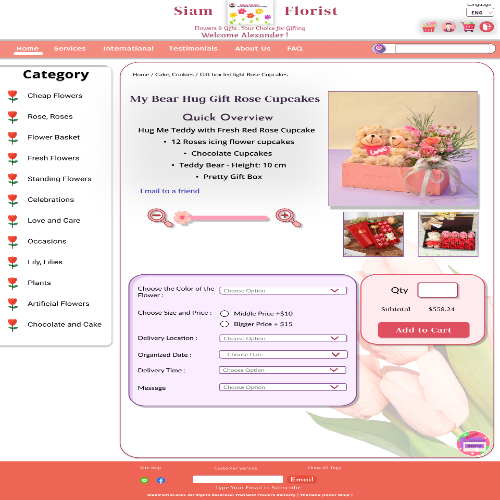 Language
ENG
Siam Florist
Flowers & Gifts - Your Choice for Gifting
Welcome Alexander !
Home Services International Testimonials About Us FAQ
Category
Cheap Flowers
Rose, Roses
Flower Basket
Fresh Flowers
Standing Flowers
Celebrations
Love and Care
Occasions
Lily, Lilies
Plants
Artificial Flowers
Chocolate and Cake
Home / Cake, Cookies / Gift box led light Rose Cupcakes
My Bear Hug Gift Rose Cupcakes
Quick Overview
Hug Me Teddy with Fresh Red Rose Cupcake
• 12 Roses icing flower cupcakes
• Chocolate Cupcakes
• Teddy Bear - Height: 10 cm
• Pretty Gift Box
Email to a friend
Choose the Color of the Flower : Choose Option
Choose Size and Price : Middle Price +$10
Bigger Price + $15
Delivery Location : Choose Option
Organized Date : Choose Date
Delivery Time : Choose Option
Massage Choose Option
Qty
Subtotal $558.24
Add to Cart
Site Map Customer Service Show all Tags
Email
Type Your Email to Subscribe